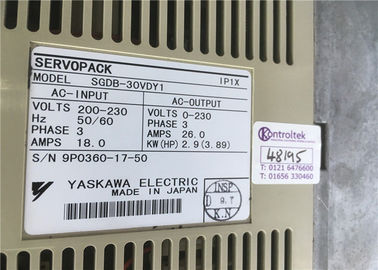 SERVOPACK
MODEL SGDB-30VDY1 IP1X
AC-INPUT AC-OUTPUT
VOLTS 200-230 VOLTS 0-230
Hz 50/60 PHASE 3
PHASE 3 AMPS 26.0
AMPS 18.0 KW(HP) 2.9(3.89)
S/N 9P0360-17-50
YASKAWA ELECTRIC
MADE IN JAPAN
INSP
D 9.7
K.N
Kontroltek
48195
T: 0121 6476600
T: 01656 330460